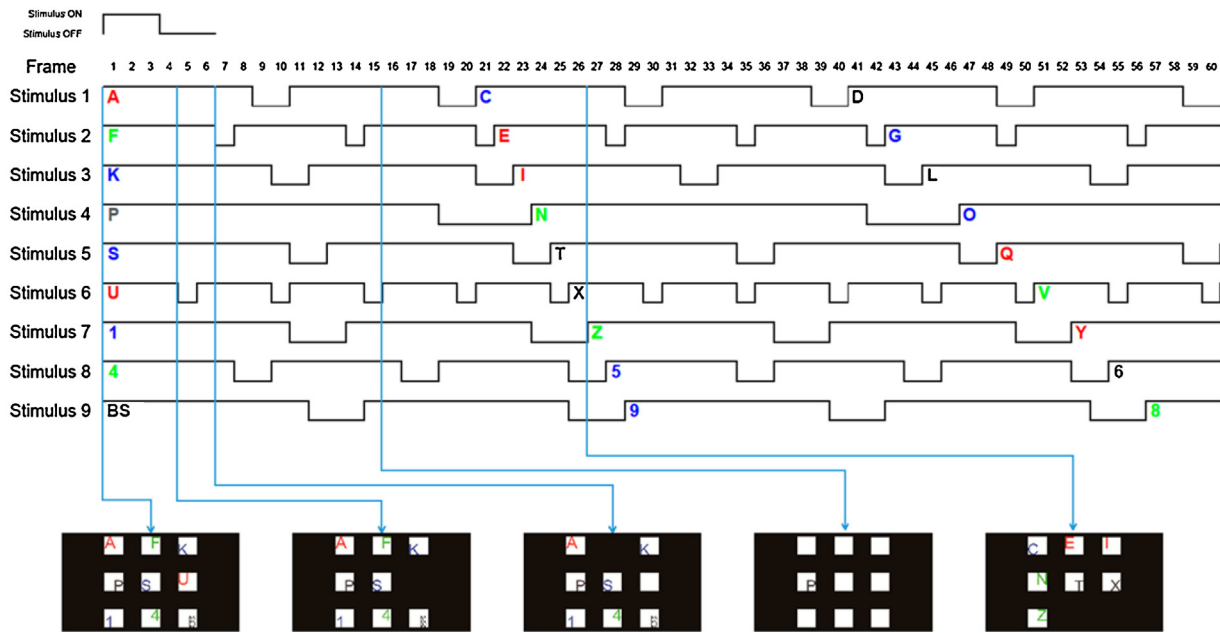 Stimulus ON
Stimulus OFF
Frame 1 2 3 4 5 6 7 8 9 10 11 12 13 14 15 16 17 18 19 20 21 22 23 24 25 26 27 28 29 30 31 32 33 34 35 36 37 38 39 40 41 42 43 44 45 46 47 48 49 50 51 52 53 54 55 56 57 58 59 60
Stimulus 1 A C D
Stimulus 2 F E G
Stimulus 3 K I L
Stimulus 4 P N O
Stimulus 5 S T Q
Stimulus 6 U X V
Stimulus 7 1 Z Y
Stimulus 8 4 5 6
Stimulus 9 BS 9 8
A F K A F K A K C E I
P S U P S P S P N T X
1 4 BS 1 4 BS 1 4 BS Z